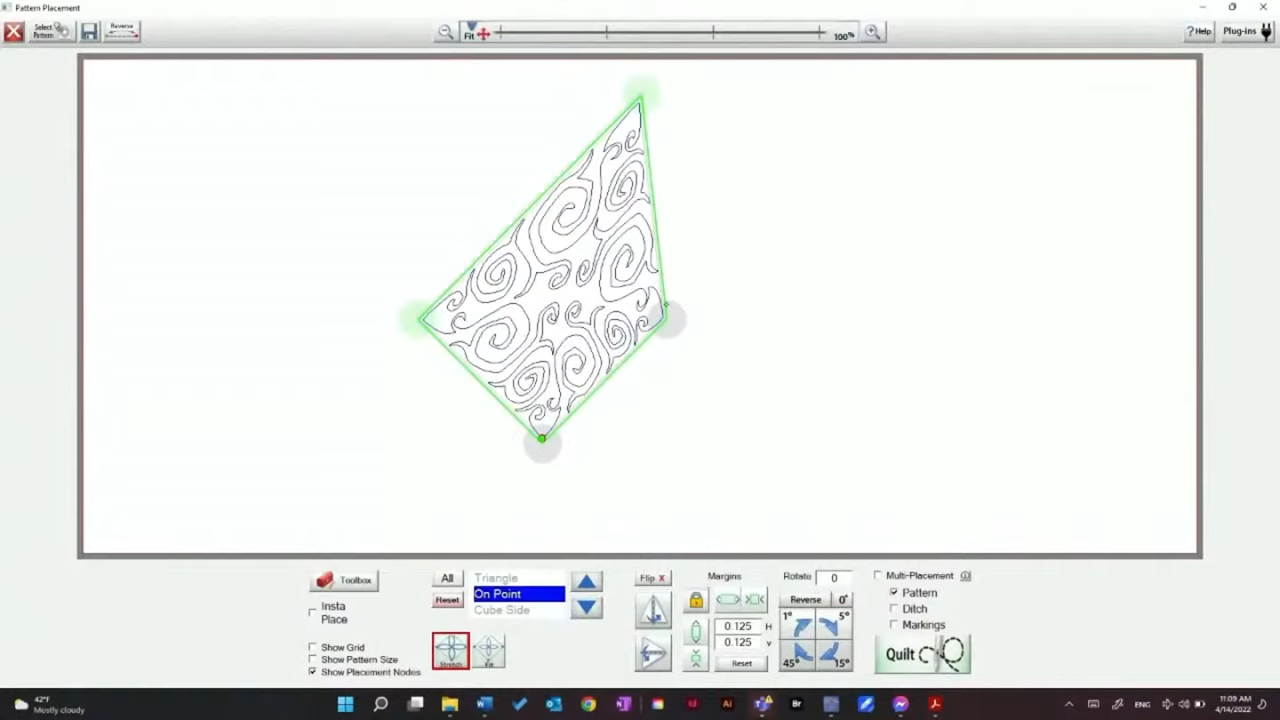 Pattern Placement
Select
Pattern
Reverse
Fit
100%
? Help
Plug-ins
Toolbox
All
Triangle
On Point
Cube Side
Reset
Insta
Place
Show Grid
Show Pattern Size
Show Placement Nodes
Stretch
Fit
Flip X
Margins
0.125 H
0.125 v
Reset
Rotate 0
Reverse 0°
1° 5°
45° 15°
Multi-Placement
Pattern
Ditch
Markings
Quilt
42°F
Mostly cloudy
ENG
11:09 AM
4/14/2022